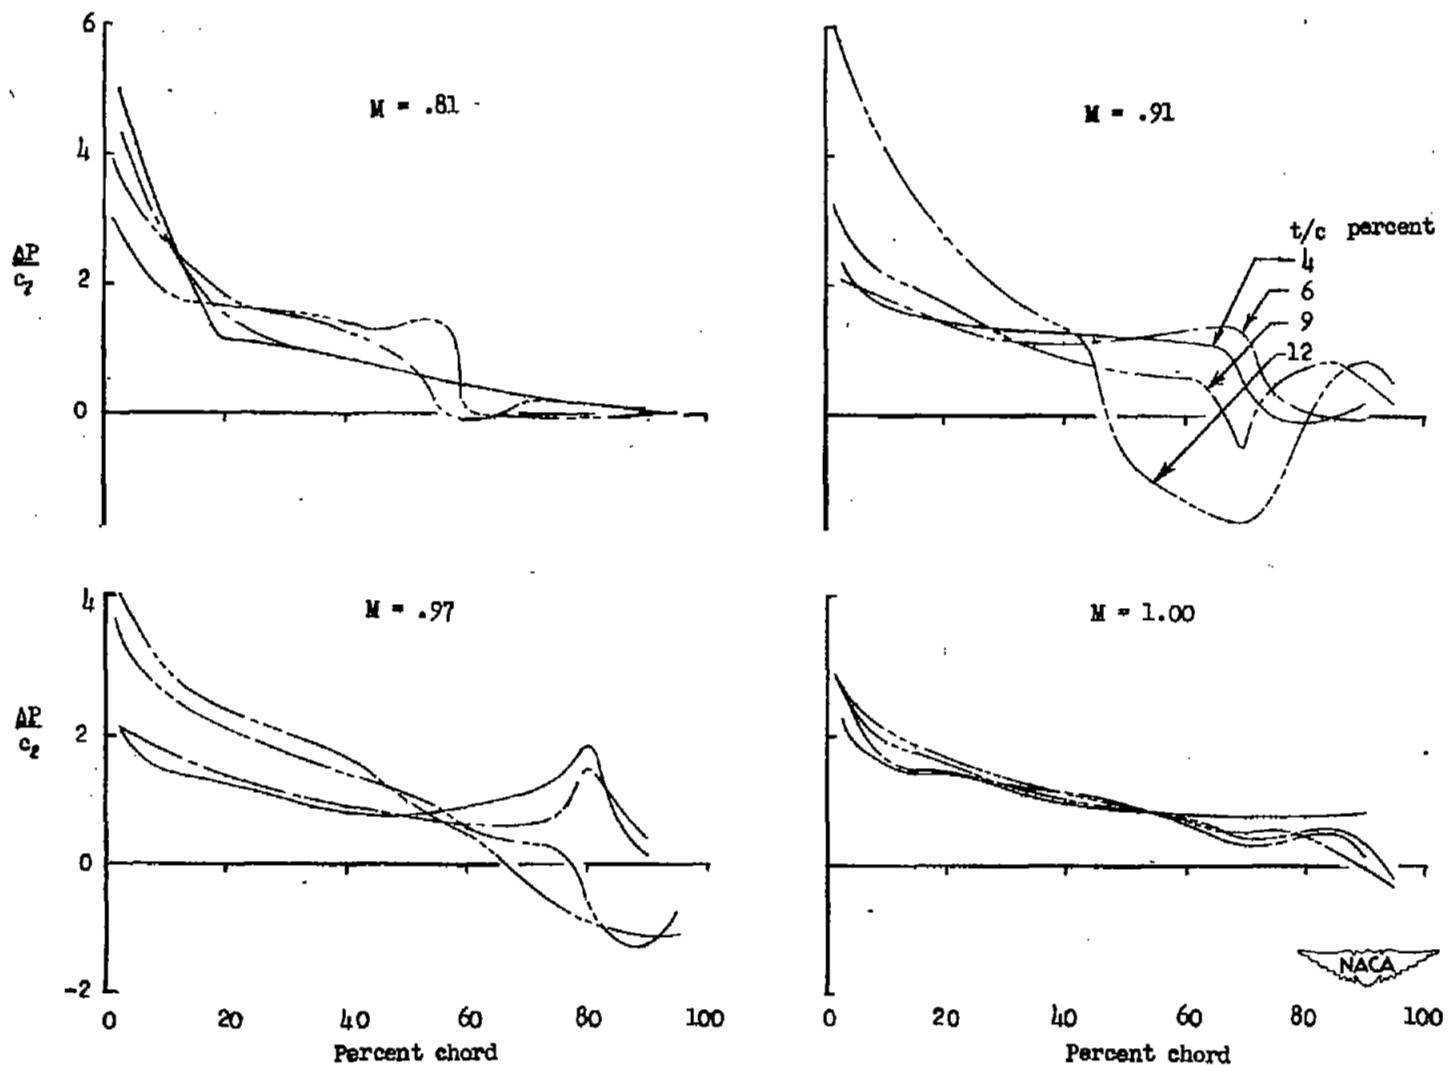 6
4
2
0
ΔP
c_l
M = .81
M = .91
t/c percent
4
6
9
12
4
2
0
-2
ΔP
c_l
M = .97
M = 1.00
NACA
0 20 40 60 80 100
Percent chord
0 20 40 60 80 100
Percent chord